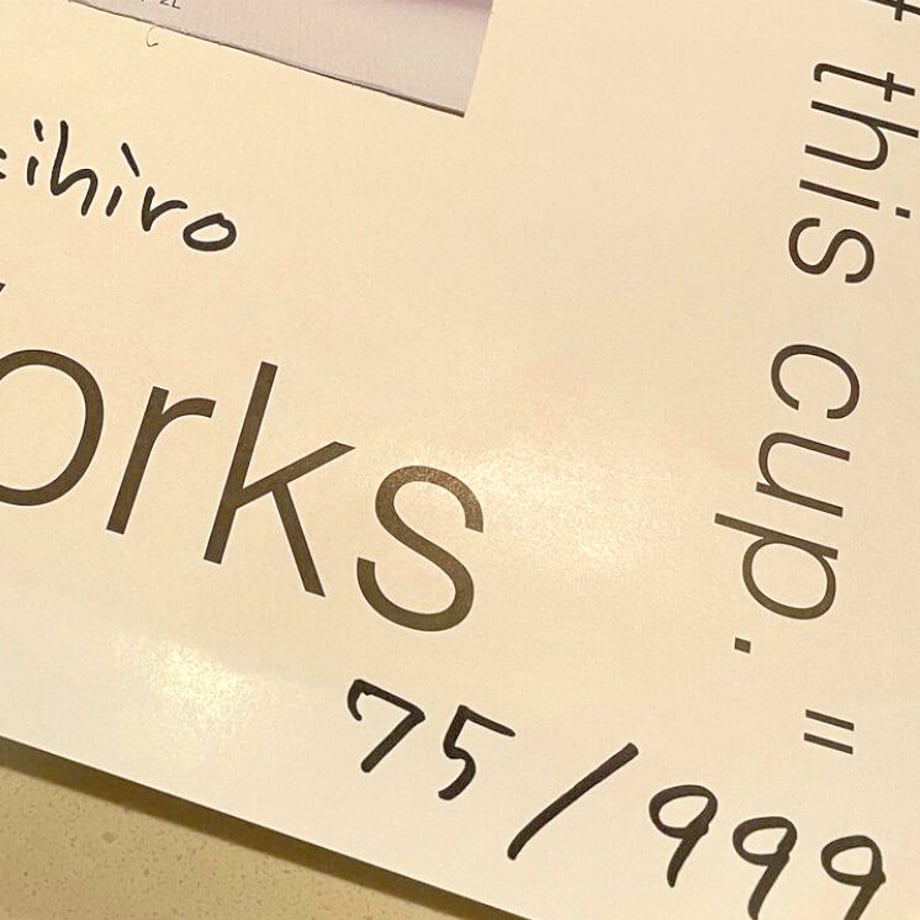 ihiro
orks
75/999
this cup."